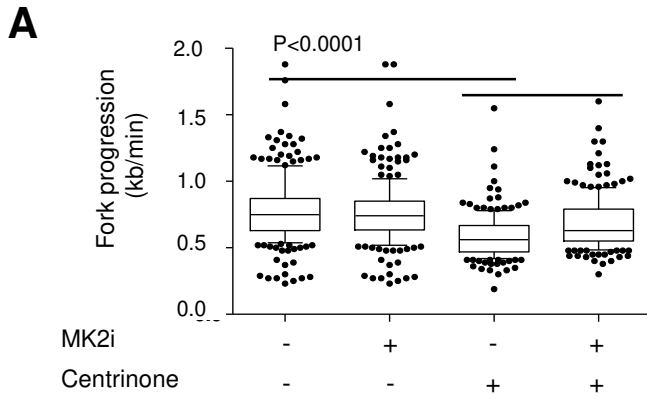 A
P<0.0001
Fork progression
(kb/min)
2.0
1.5
1.0
0.5
0.0
MK2i - + - +
Centrinone - - + +